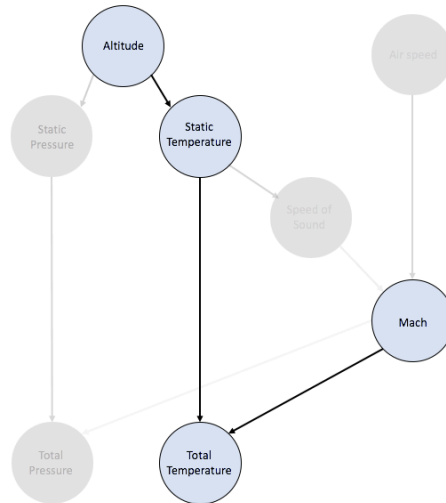 Altitude
Air speed
Static
Pressure
Static
Temperature
Speed of
Sound
Mach
Total
Pressure
Total
Temperature